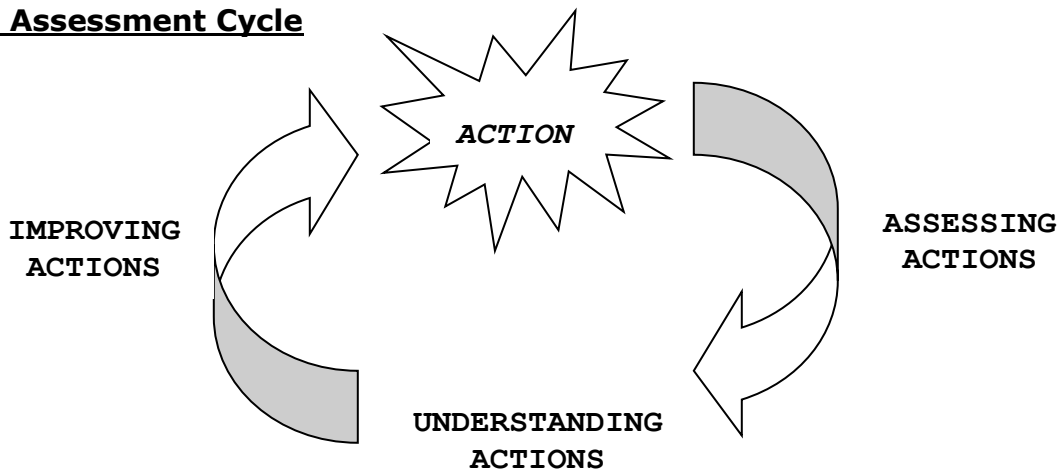 Assessment Cycle
ACTION
ASSESSING
ACTIONS
UNDERSTANDING
ACTIONS
IMPROVING
ACTIONS